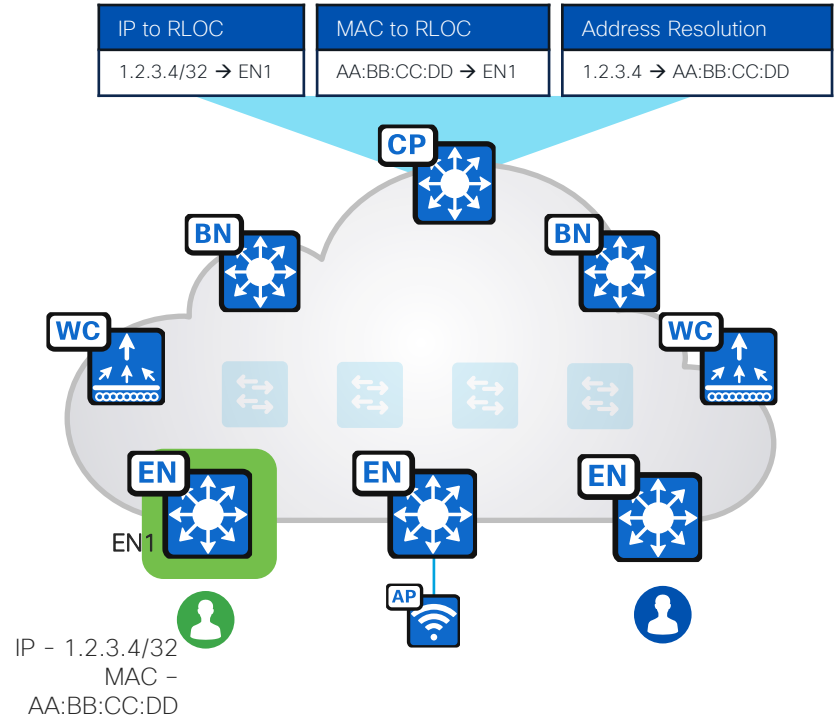 IP to RLOC
MAC to RLOC
Address Resolution
1.2.3.4/32 → EN1
AA:BB:CC:DD → EN1
1.2.3.4 → AA:BB:CC:DD
CP
BN
BN
WC
WC
EN
EN
EN
EN1
AP
IP - 1.2.3.4/32
MAC –
AA:BB:CC:DD